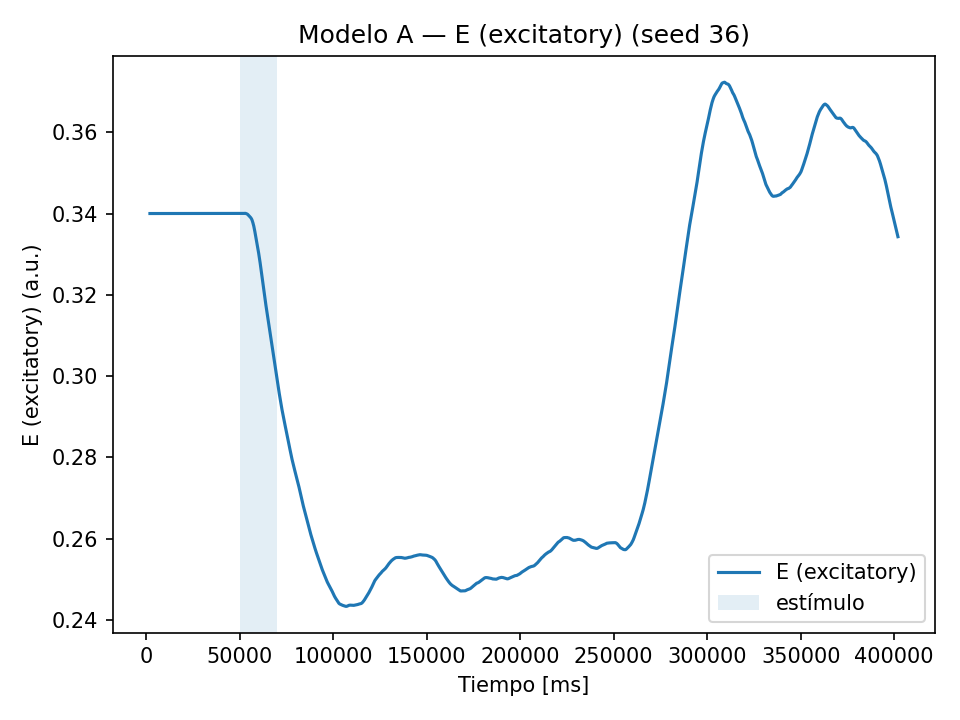 Modelo A — E (excitatory) (seed 36)
E (excitatory) (a.u.)
0.36
0.34
0.32
0.30
0.28
0.26
0.24
E (excitatory)
estímulo
0 50000 100000 150000 200000 250000 300000 350000 400000
Tiempo [ms]